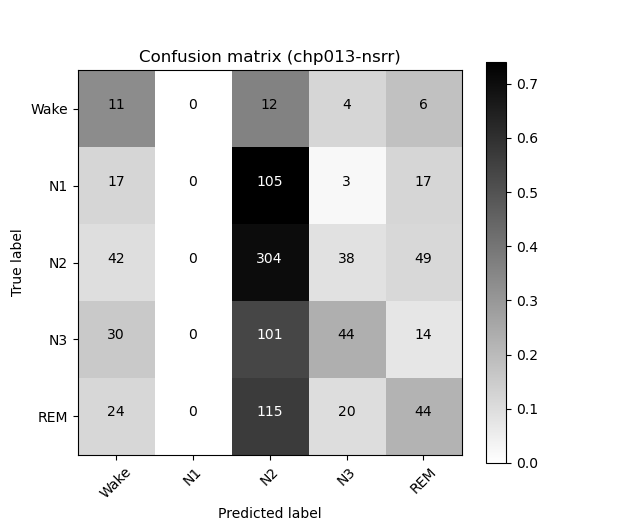 Confusion matrix (chp013-nsrr)
True label
Wake 11 0 12 4 6
N1 17 0 105 3 17
N2 42 0 304 38 49
N3 30 0 101 44 14
REM 24 0 115 20 44
Wake N1 N2 N3 REM
Predicted label
0.7
0.6
0.5
0.4
0.3
0.2
0.1
0.0